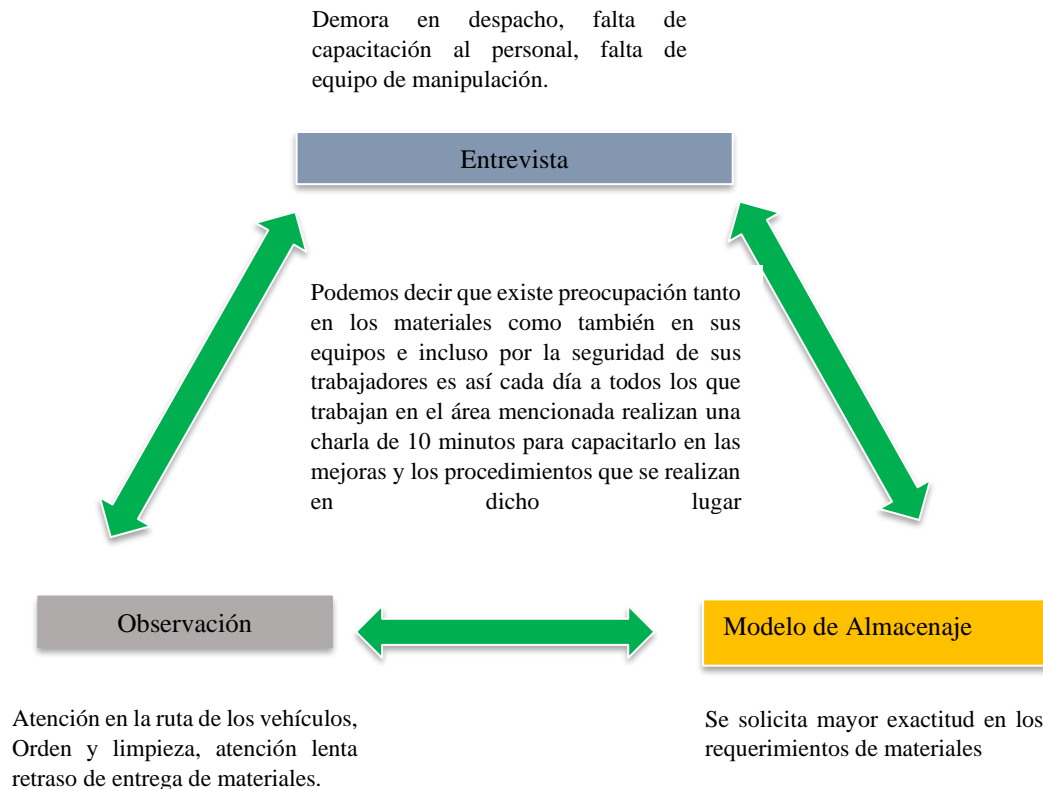 Demora en despacho, falta de
capacitación al personal, falta de
equipo de manipulación.
Entrevista
Podemos decir que existe preocupación tanto
en los materiales como también en sus
equipos e incluso por la seguridad de sus
trabajadores es así cada día a todos los que
trabajan en el área mencionada realizan una
charla de 10 minutos para capacitarlo en las
mejoras y los procedimientos que se realizan
en dicho lugar
Observación
Modelo de Almacenaje
Atención en la ruta de los vehículos,
Orden y limpieza, atención lenta
retraso de entrega de materiales.
Se solicita mayor exactitud en los
requerimientos de materiales